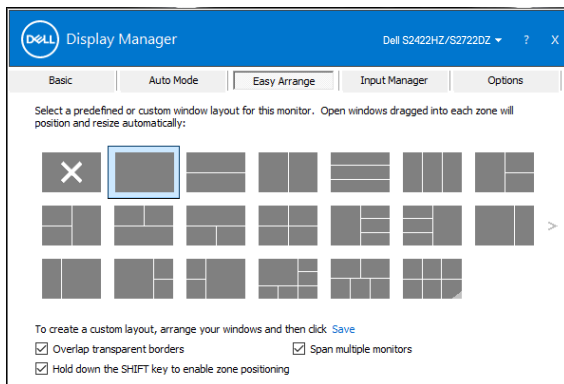 DELL Display Manager Dell S2422HZ/S2722DZ ? X
Basic Auto Mode Easy Arrange Input Manager Options
Select a predefined or custom window layout for this monitor. Open windows dragged into each zone will
position and resize automatically:
To create a custom layout, arrange your windows and then click Save
Overlap transparent borders Span multiple monitors
Hold down the SHIFT key to enable zone positioning